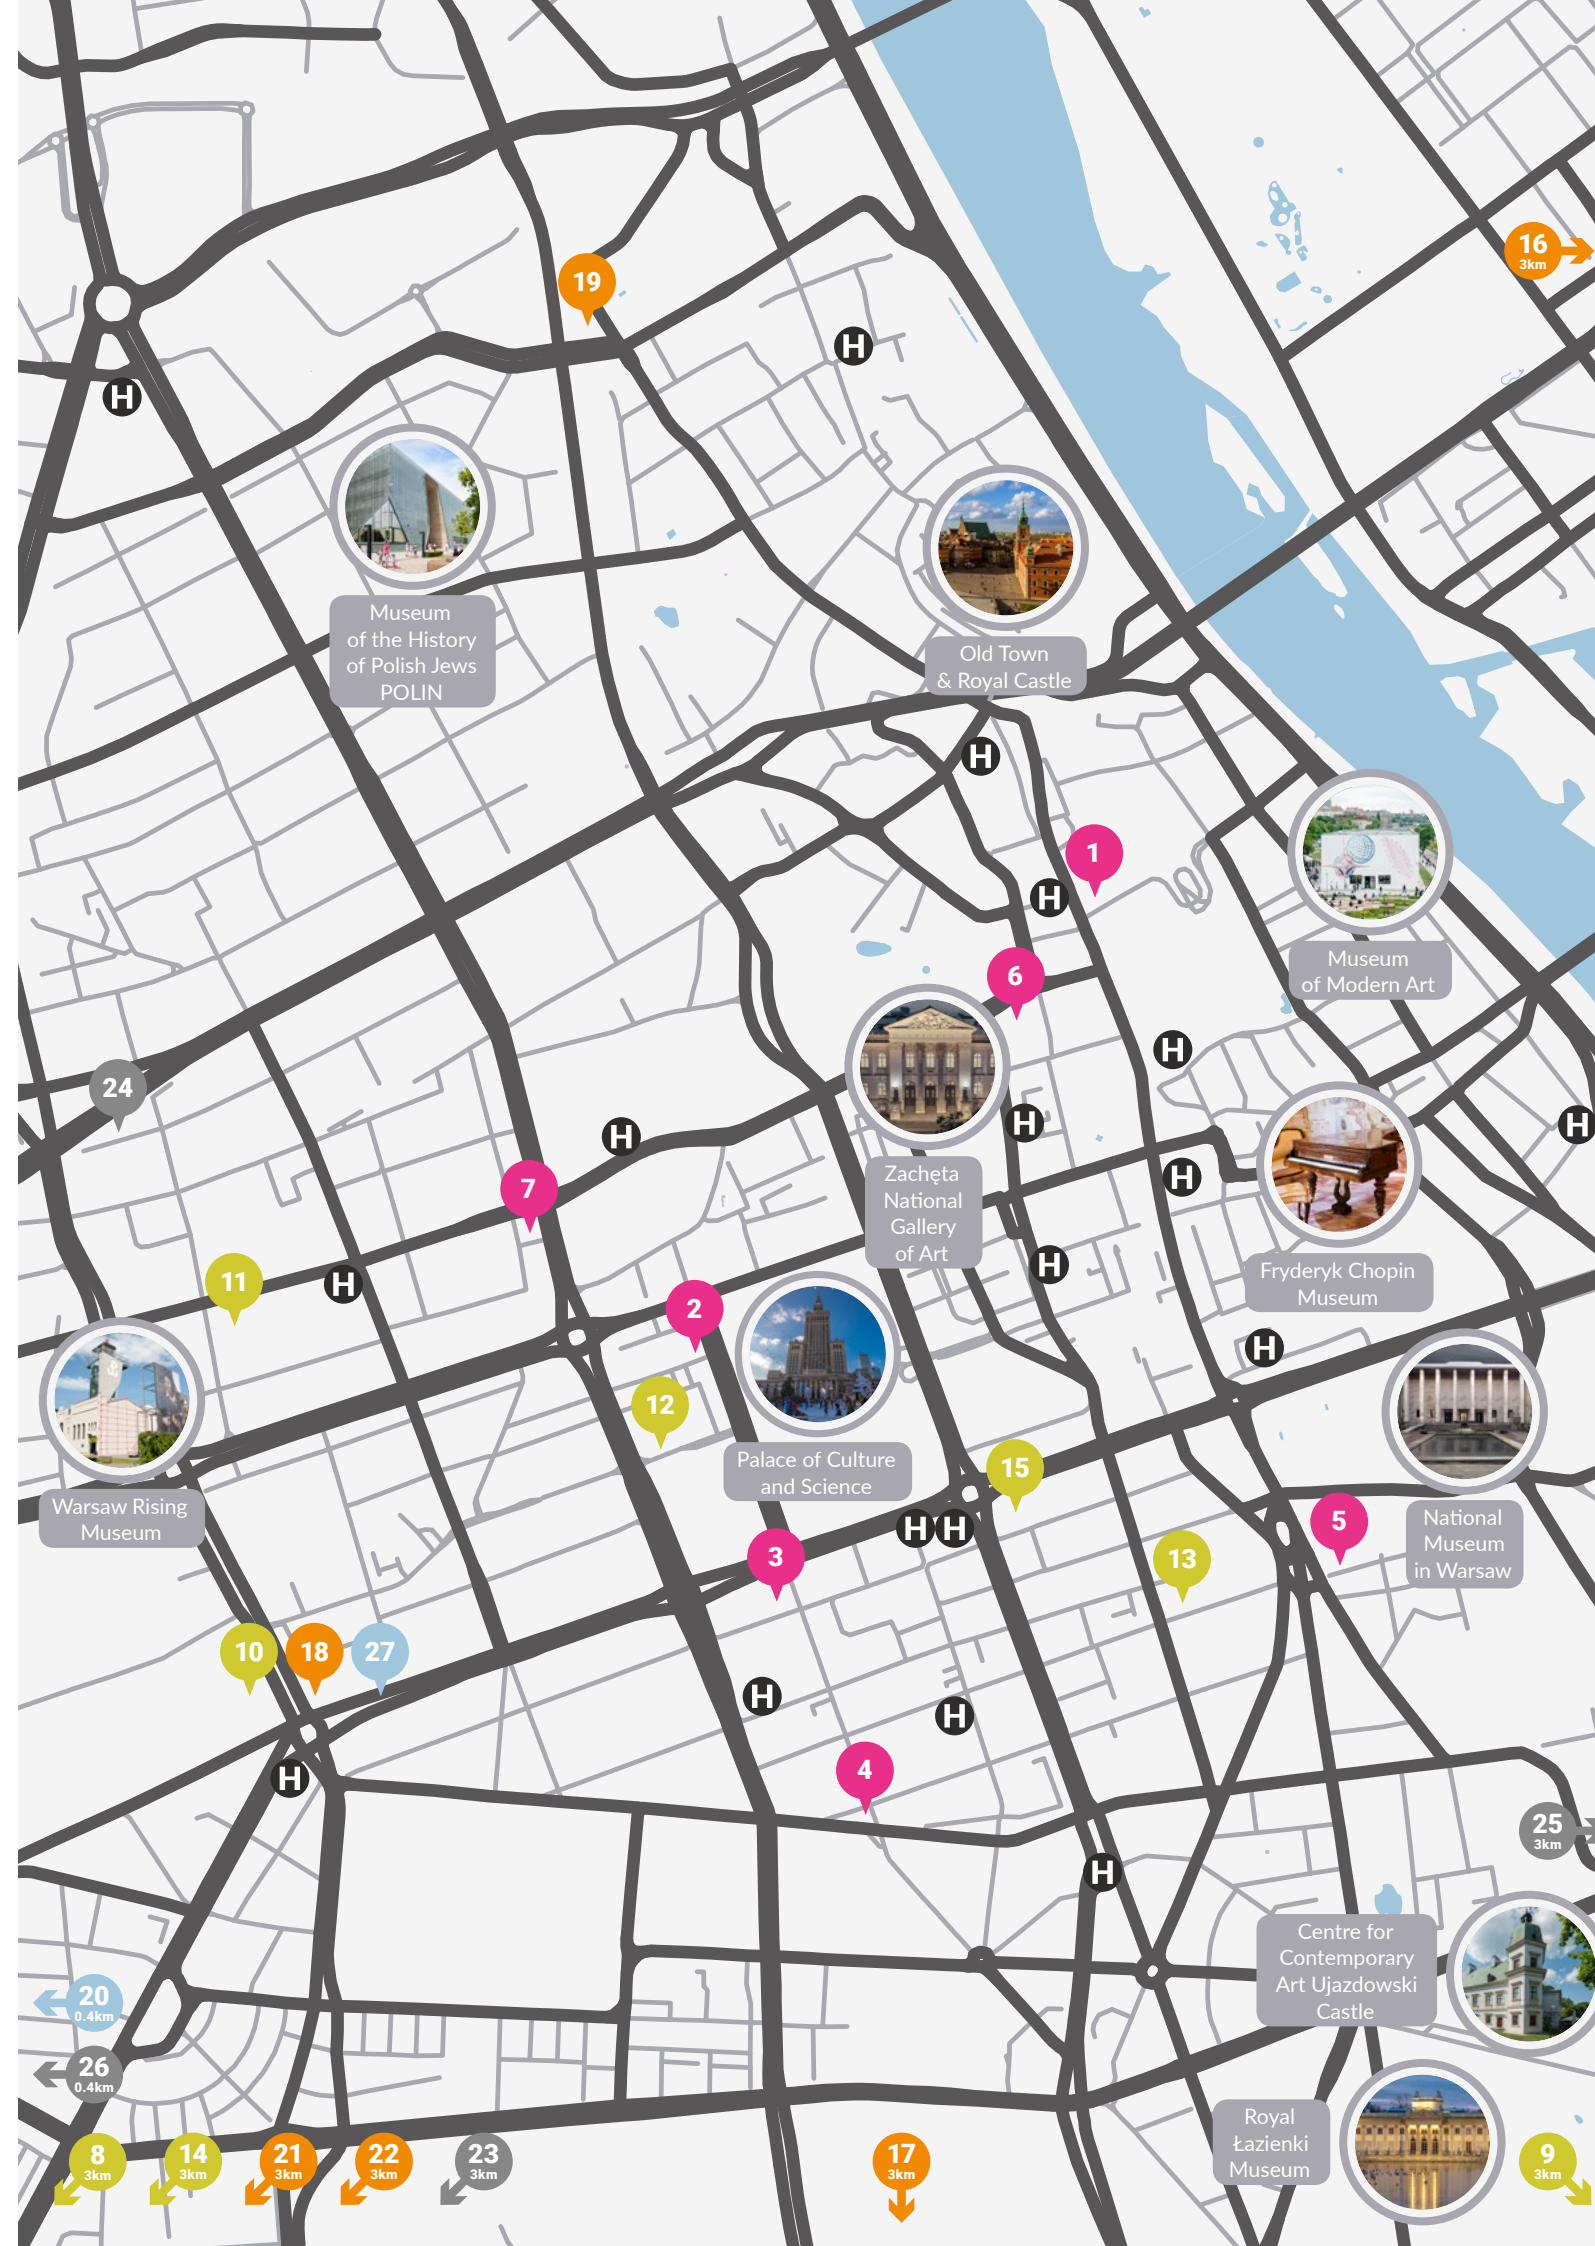 16
3km
19
H
H
Museum
of the History
of Polish Jews
POLIN
Old Town
& Royal Castle
H
1
H
Museum
of Modern Art
6
H
24
H
H
H
Zachęta
National
Gallery
of Art
H
7
H
11
H
H
Fryderyk Chopin
Museum
2
H
12
Palace of Culture
and Science
15
Warsaw Rising
Museum
H
H
5
National
Museum
in Warsaw
3
13
10
18
27
H
H
4
H
25
3km
H
Centre for
Contemporary
Art Ujazdowski
Castle
20
0.4km
26
0.4km
Royal
Łazienki
Museum
8
3km
14
3km
21
3km
22
3km
23
3km
17
3km
9
3km